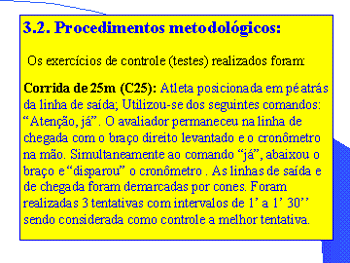 3.2. Procedimentos metodológicos:
Os exercícios de controle (testes) realizados foram:
Corrida de 25m (C25): Atleta posicionada em pé atrás
da linha de saída; Utilizou-se dos seguintes comandos:
“Atenção, já”. O avaliador permaneceu na linha de
chegada com o braço direito levantado e o cronômetro
na mão. Simultaneamente ao comando “já”, abaixou o
braço e “disparou” o cronômetro . As linhas de saída e
de chegada foram demarcadas por cones. Foram
realizadas 3 tentativas com intervalos de 1’ a 1’ 30’’
sendo considerada como controle a melhor tentativa.